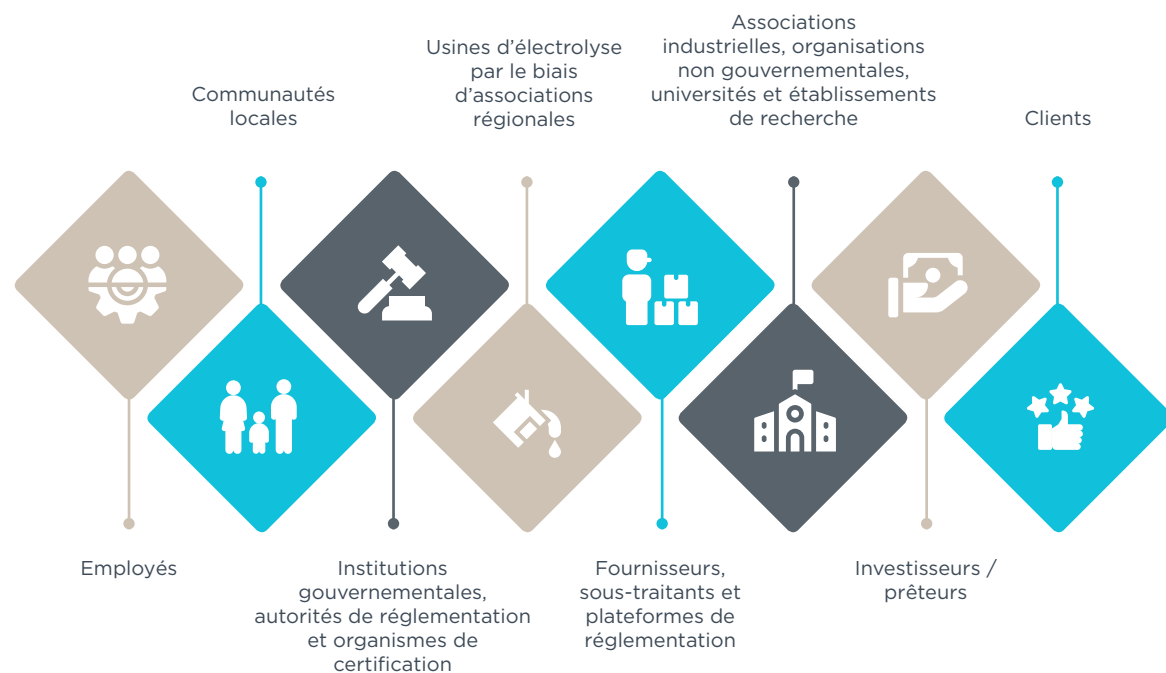 Communautés
locales
Usines d’électrolyse
par le biais
d’associations
régionales
Associations
industrielles, organisations
non gouvernementales,
universités et établissements
de recherche
Clients
Employés
Institutions
gouvernementales,
autorités de réglementation
et organismes de
certification
Fournisseurs,
sous-traitants et
plateformes de
réglementation
Investisseurs /
prêteurs